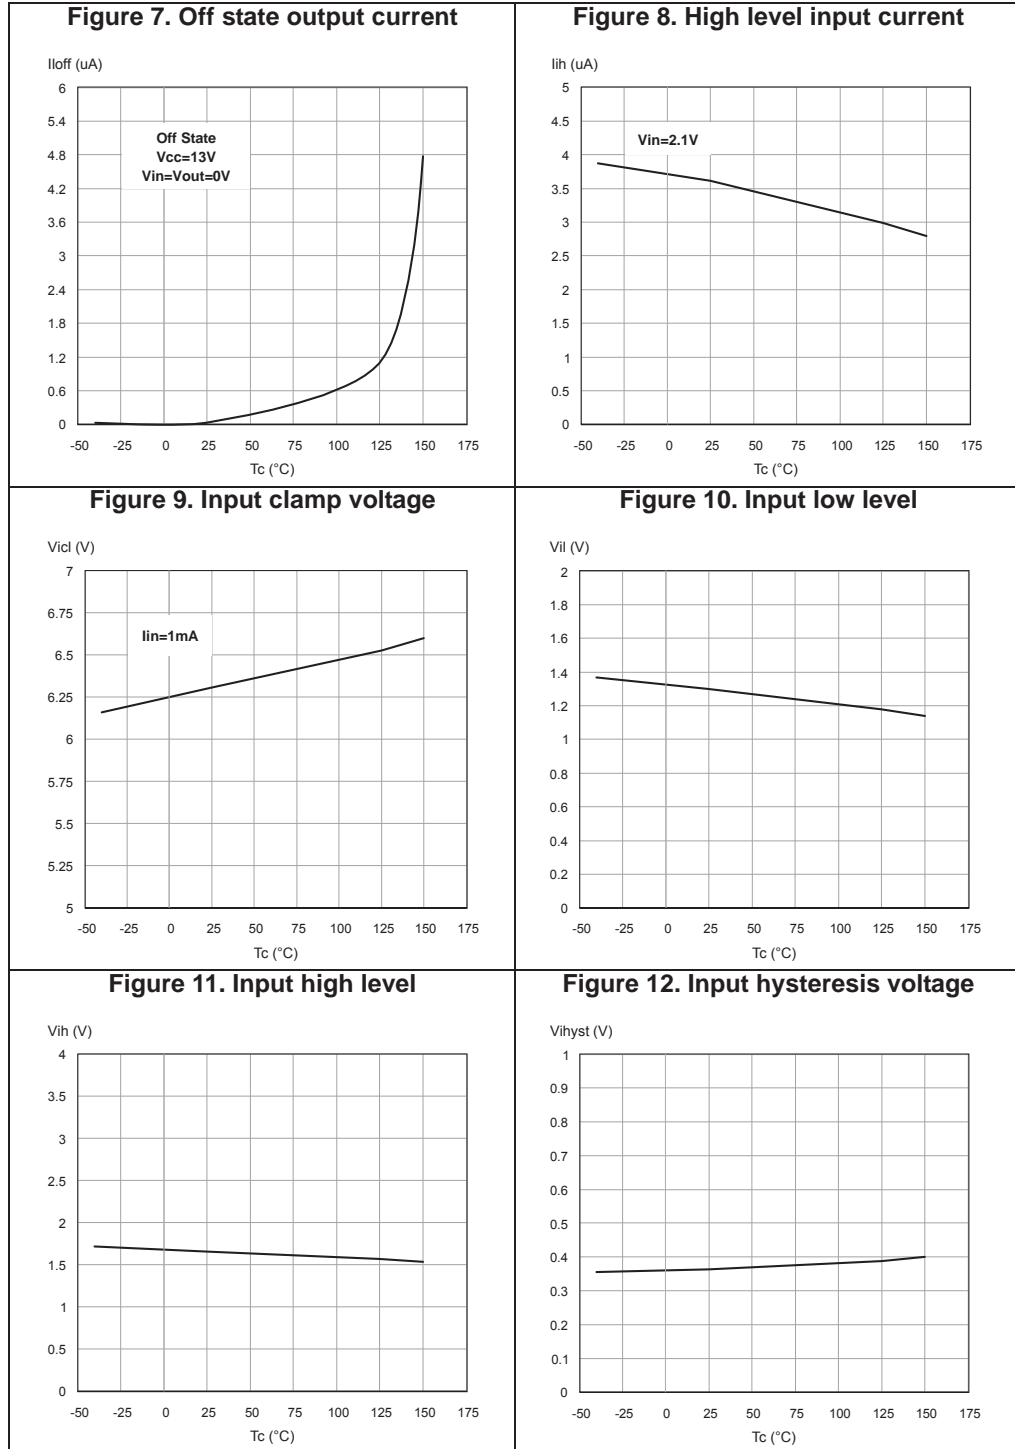 Figure 7. Off state output current
Iloff (uA)
6
5.4
4.8
4.2
3.6
3
2.4
1.8
1.2
0.6
0
Off State
Vcc=13V
Vin=Vout=0V
-50 -25 0 25 50 75 100 125 150 175
Tc (°C)
Figure 8. High level input current
Iih (uA)
5
4.5
4
3.5
3
2.5
2
1.5
1
0.5
0
Vin=2.1V
-50 -25 0 25 50 75 100 125 150 175
Tc (°C)
Figure 9. Input clamp voltage
Vicl (V)
7
6.75
6.5
6.25
6
5.75
5.5
5.25
5
Iin=1mA
-50 -25 0 25 50 75 100 125 150 175
Tc (°C)
Figure 10. Input low level
Vil (V)
2
1.8
1.6
1.4
1.2
1
0.8
0.6
0.4
0.2
0
-50 -25 0 25 50 75 100 125 150 175
Tc (°C)
Figure 11. Input high level
Vih (V)
4
3.5
3
2.5
2
1.5
1
0.5
0
-50 -25 0 25 50 75 100 125 150 175
Tc (°C)
Figure 12. Input hysteresis voltage
Vihyst (V)
1
0.9
0.8
0.7
0.6
0.5
0.4
0.3
0.2
0.1
0
-50 -25 0 25 50 75 100 125 150 175
Tc (°C)